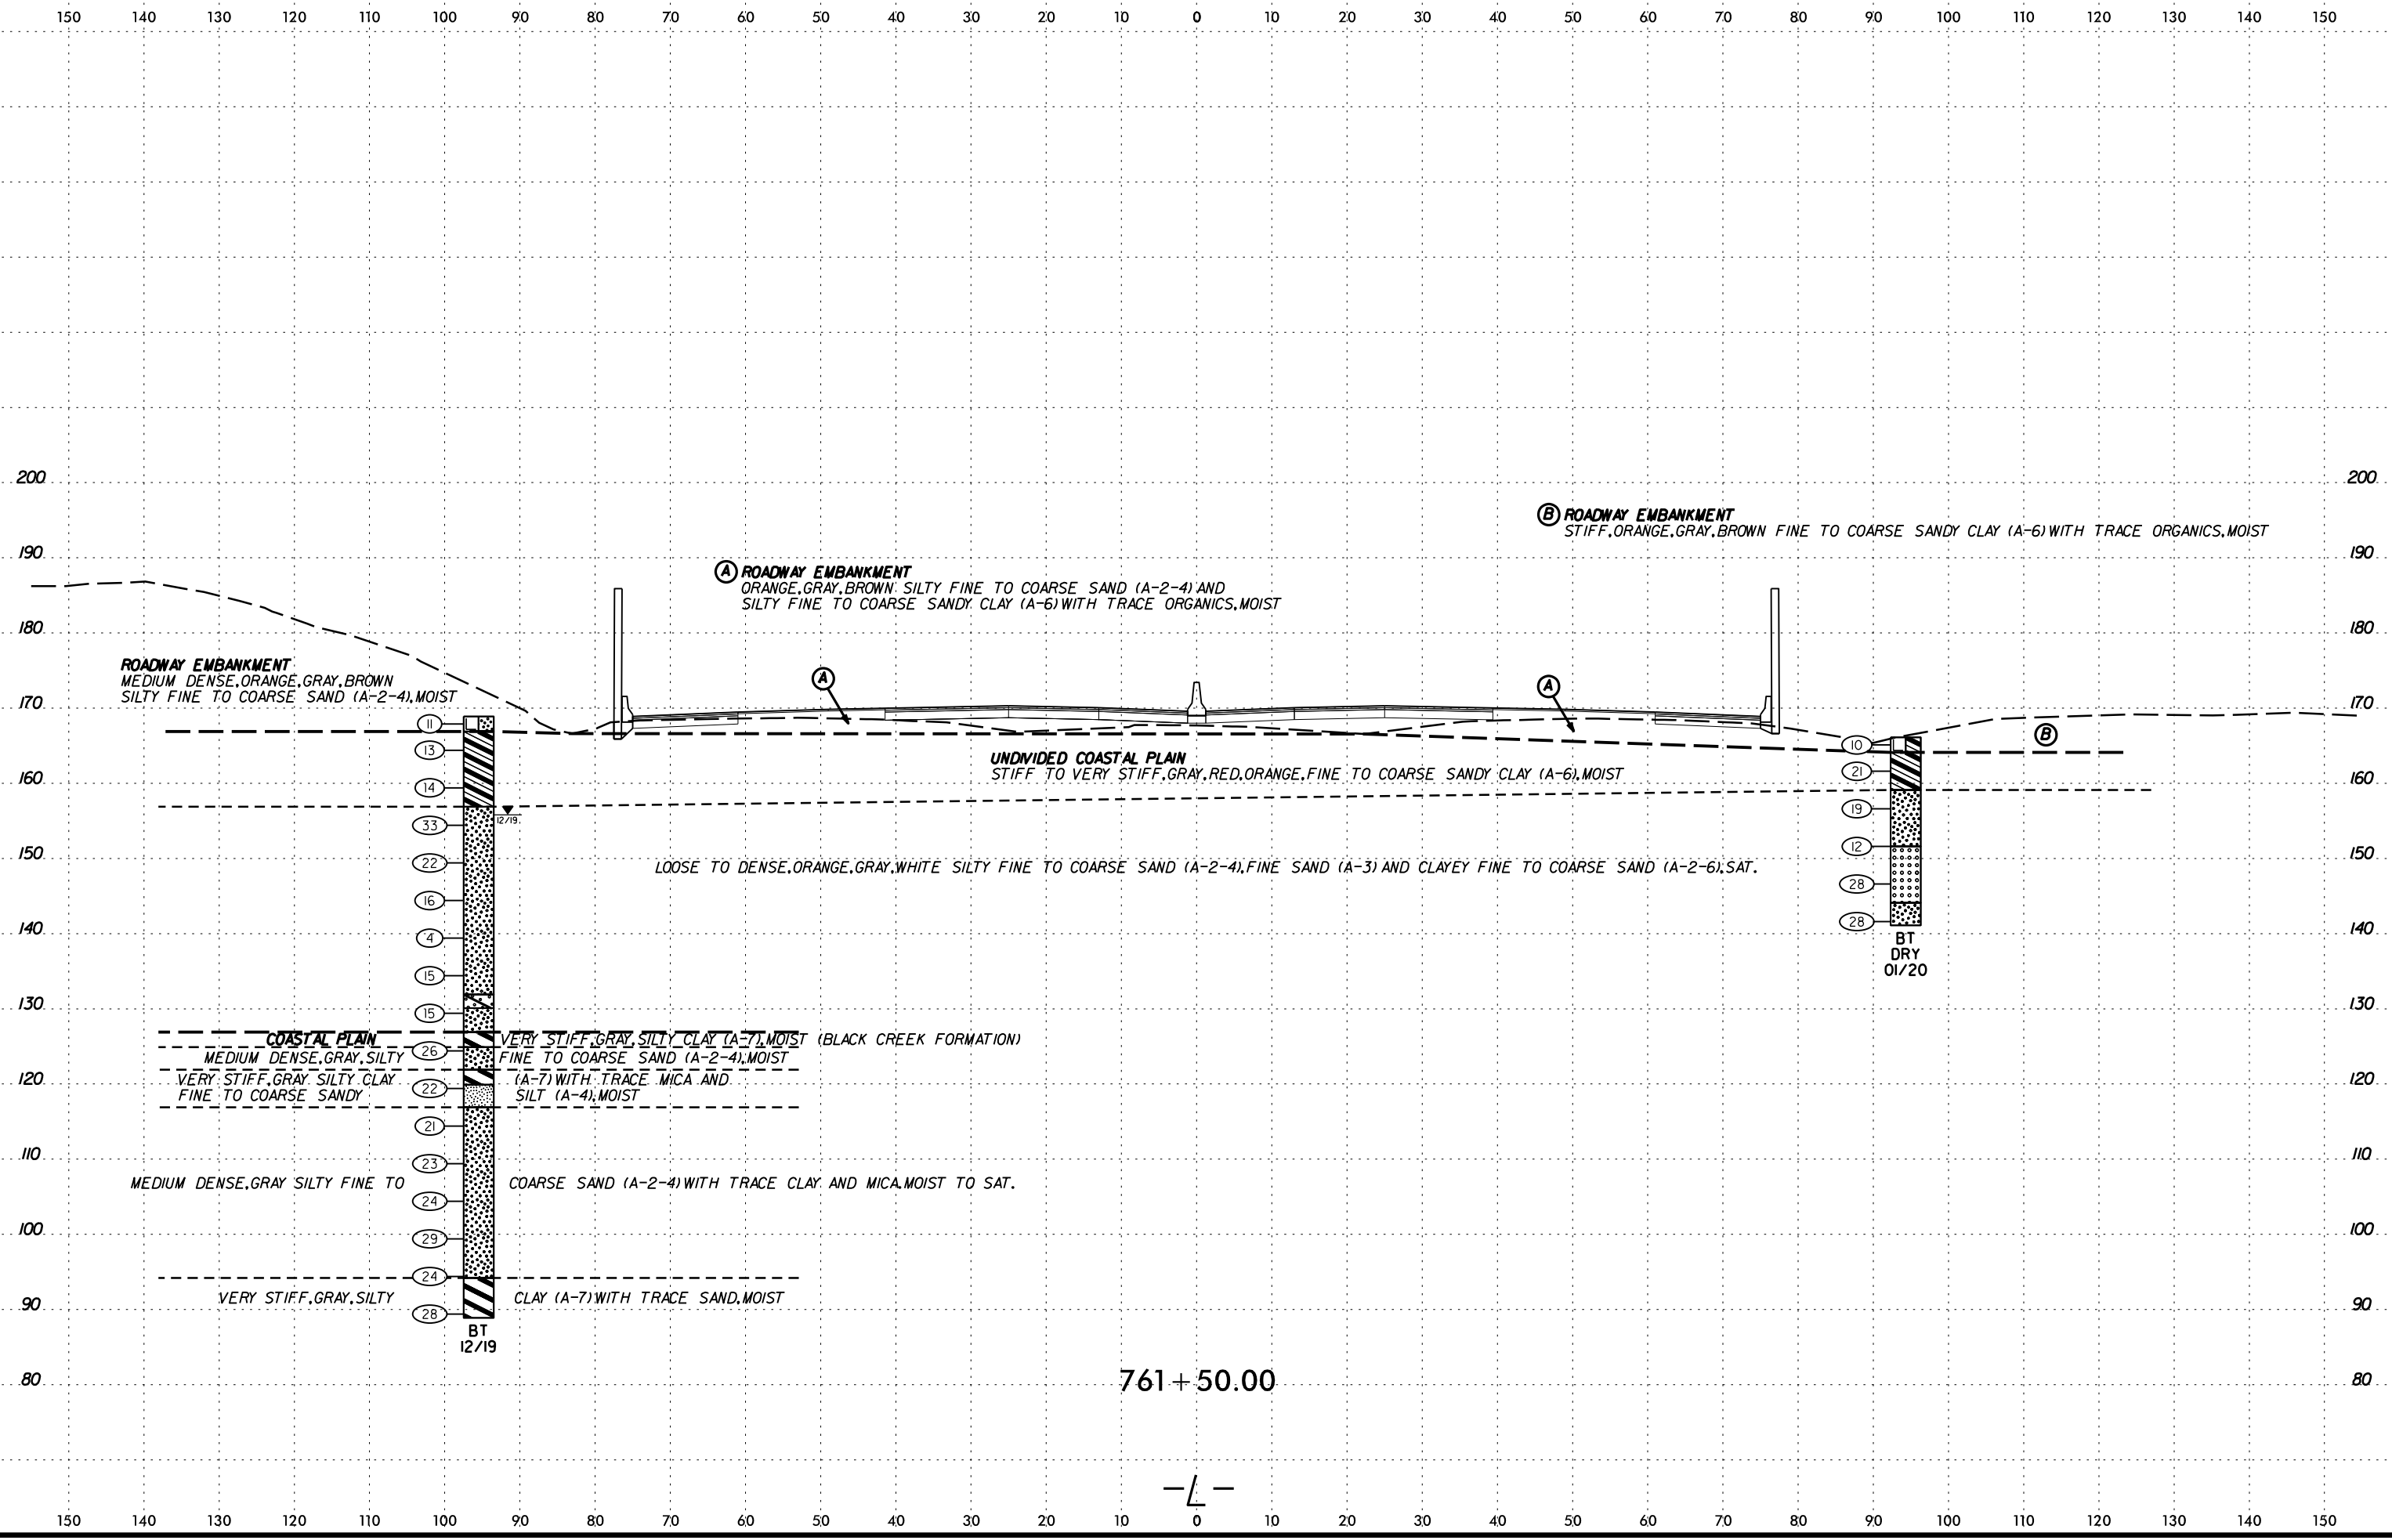 150 140 130 120 110 100 90 80 70 60 50 40 30 20 10 0 10 20 30 40 50 60 70 80 90 100 110 120 130 140 150
200 200
B ROADWAY EMBANKMENT
STIFF, ORANGE, GRAY, BROWN FINE TO COARSE SANDY CLAY (A-6) WITH TRACE ORGANICS, MOIST
190 190
A ROADWAY EMBANKMENT
ORANGE, GRAY, BROWN SILTY FINE TO COARSE SAND (A-2-4) AND
SILTY FINE TO COARSE SANDY CLAY (A-6) WITH TRACE ORGANICS, MOIST
180 180
ROADWAY EMBANKMENT
MEDIUM DENSE, ORANGE, GRAY, BROWN
SILTY FINE TO COARSE SAND (A-2-4), MOIST
A A
170 170
11
B
10
13
UNDIVIDED COASTAL PLAIN
STIFF TO VERY STIFF, GRAY, RED, ORANGE, FINE TO COARSE SANDY CLAY (A-6), MOIST
21
160 160
14
19
12/19
33
12
150 150
22
LOOSE TO DENSE, ORANGE, GRAY, WHITE SILTY FINE TO COARSE SAND (A-2-4), FINE SAND (A-3) AND CLAYEY FINE TO COARSE SAND (A-2-6), SAT.
28
16
28
140 140
4
BT
DRY
01/20
15
130 130
15
COASTAL PLAIN VERY STIFF, GRAY, SILTY CLAY (A-7), MOIST (BLACK CREEK FORMATION)
26
MEDIUM DENSE, GRAY, SILTY FINE TO COARSE SAND (A-2-4), MOIST
120 120
VERY STIFF, GRAY SILTY CLAY (A-7) WITH TRACE MICA AND
22
FINE TO COARSE SANDY SILT (A-4), MOIST
21
110 110
23
MEDIUM DENSE, GRAY SILTY FINE TO COARSE SAND (A-2-4) WITH TRACE CLAY AND MICA, MOIST TO SAT.
24
100 100
29
24
VERY STIFF, GRAY, SILTY CLAY (A-7) WITH TRACE SAND, MOIST
90 90
28
BT
12/19
80 80
761+50.00
-L-
150 140 130 120 110 100 90 80 70 60 50 40 30 20 10 0 10 20 30 40 50 60 70 80 90 100 110 120 130 140 150